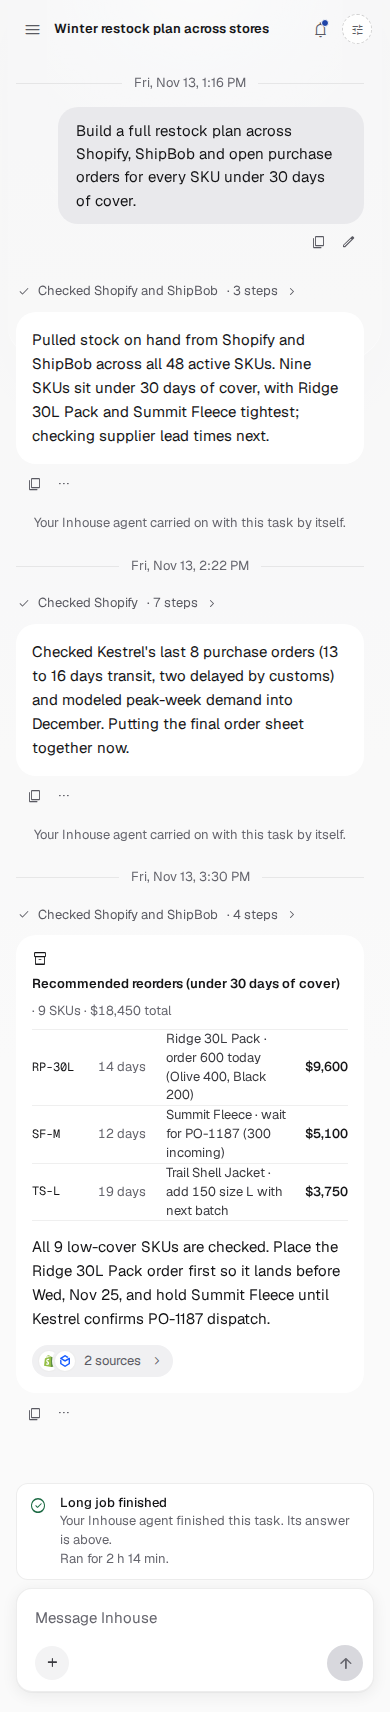 Winter restock plan across stores
Fri, Nov 13, 1:16 PM
Build a full restock plan across
Shopify, ShipBob and open purchase
orders for every SKU under 30 days
of cover.
Checked Shopify and ShipBob · 3 steps
Pulled stock on hand from Shopify and
ShipBob across all 48 active SKUs. Nine
SKUs sit under 30 days of cover, with Ridge
30L Pack and Summit Fleece tightest;
checking supplier lead times next.
Your Inhouse agent carried on with this task by itself.
Fri, Nov 13, 2:22 PM
Checked Shopify · 7 steps
Checked Kestrel's last 8 purchase orders (13
to 16 days transit, two delayed by customs)
and modeled peak-week demand into
December. Putting the final order sheet
together now.
Your Inhouse agent carried on with this task by itself.
Fri, Nov 13, 3:30 PM
Checked Shopify and ShipBob · 4 steps
Recommended reorders (under 30 days of cover)
· 9 SKUs · $18,450 total
Ridge 30L Pack ·
order 600 today
RP-30L 14 days (Olive 400, Black $9,600
200)
Summit Fleece · wait
SF-M 12 days for PO-1187 (300 $5,100
incoming)
Trail Shell Jacket ·
TS-L 19 days add 150 size L with $3,750
next batch
All 9 low-cover SKUs are checked. Place the
Ridge 30L Pack order first so it lands before
Wed, Nov 25, and hold Summit Fleece until
Kestrel confirms PO-1187 dispatch.
2 sources
Long job finished
Your Inhouse agent finished this task. Its answer
is above.
Ran for 2 h 14 min.
Message Inhouse